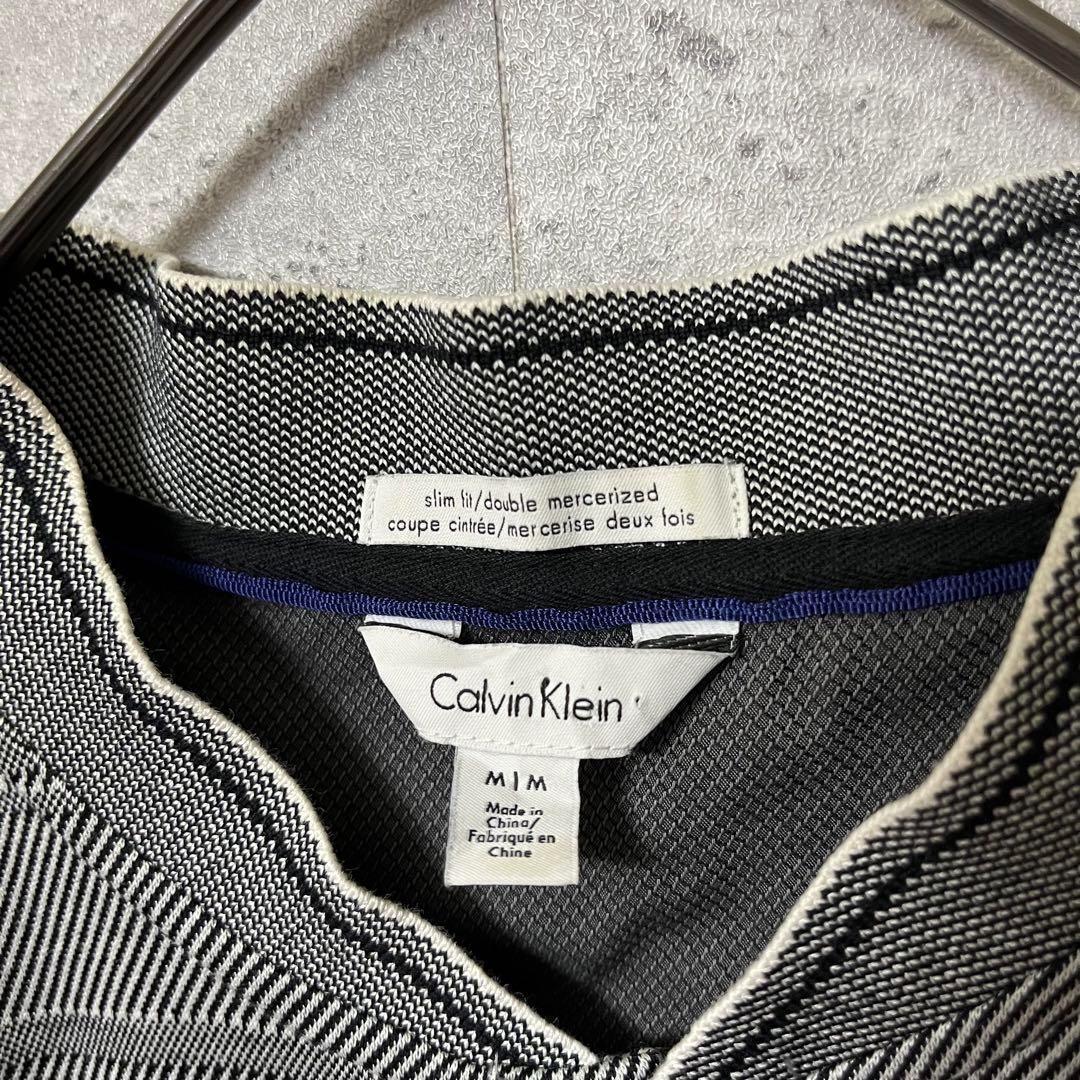 slim fit/double mercerized
coupe cintrée/mercerise deux fois
Calvin Klein
M | M
Made in
China/
Fabriqué en
Chine